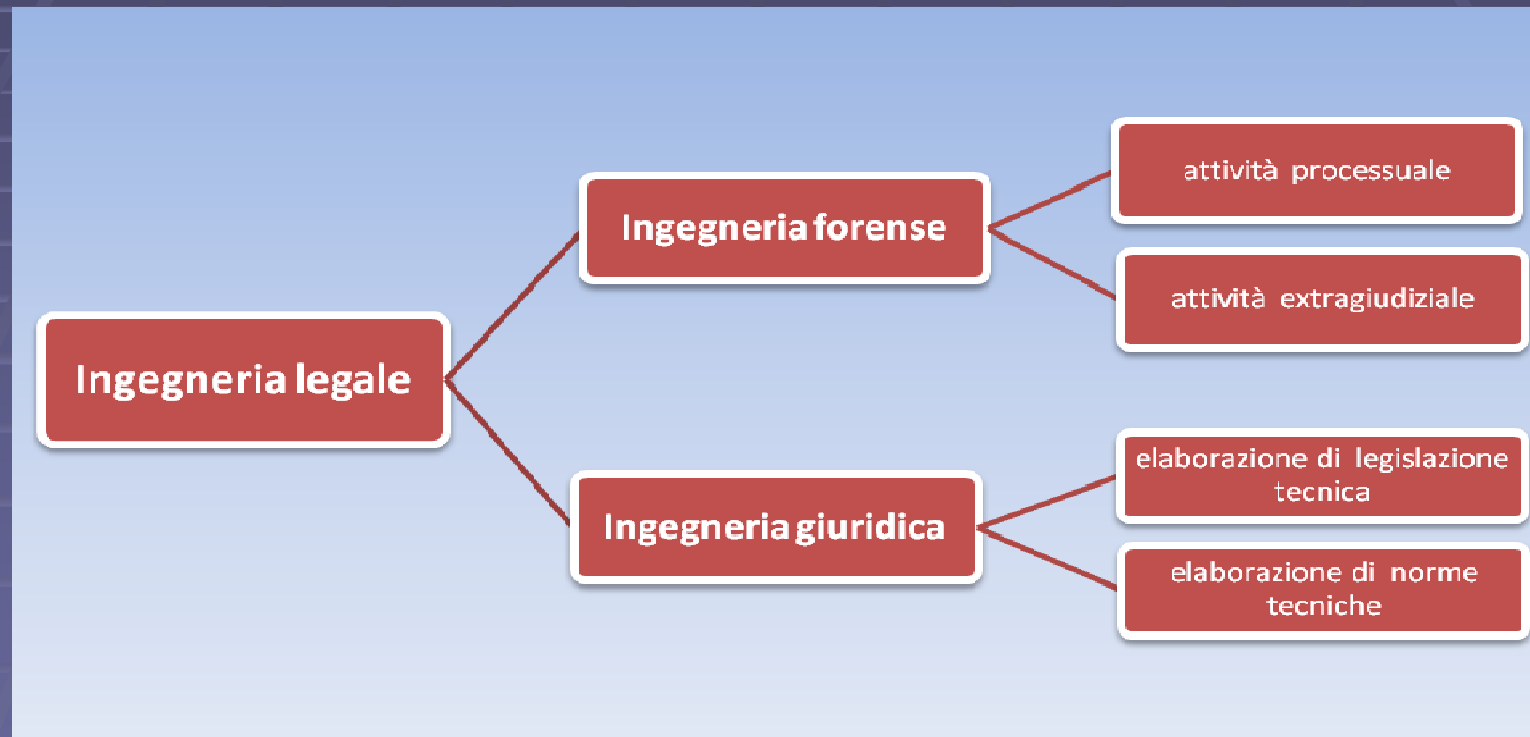 Ingegneria legale
Ingegneria forense
attività processuale
attività extragiudiziale
Ingegneria giuridica
elaborazione di legislazione
tecnica
elaborazione di norme
tecniche